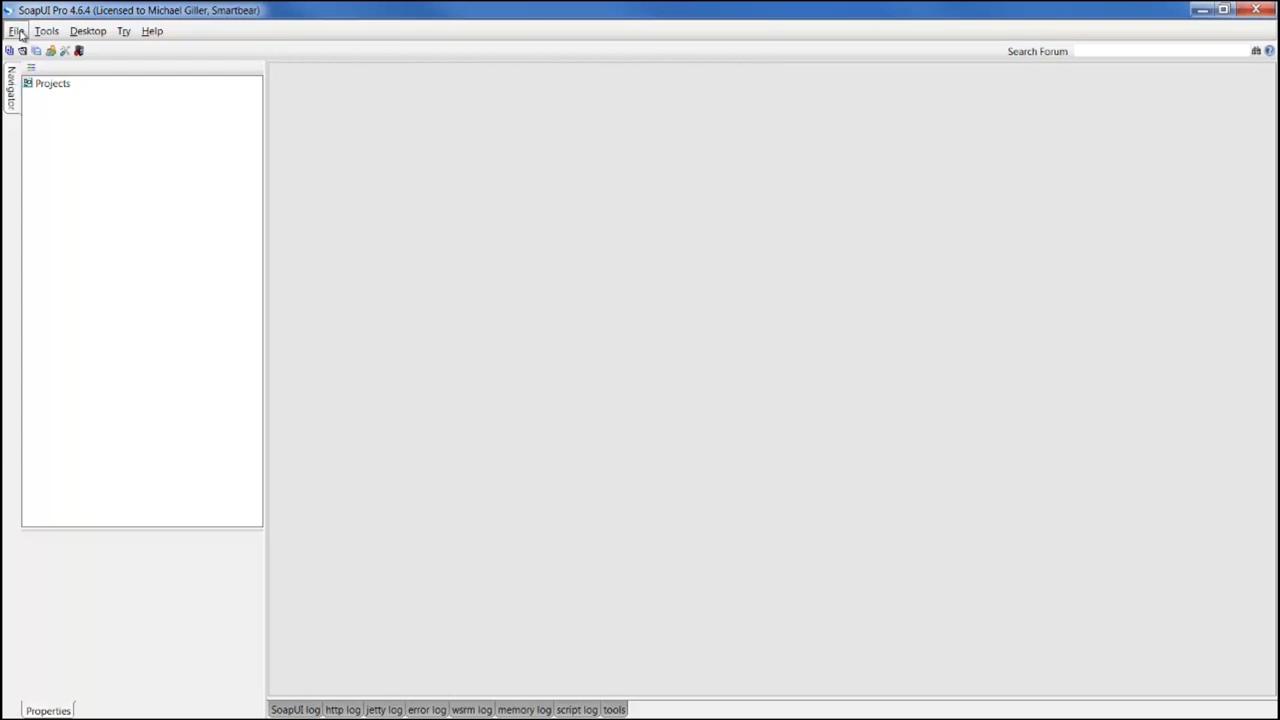 SoapUI Pro 4.6.4 (Licensed to Michael Giller, Smartbear)
File Tools Desktop Try Help
Search Forum
Navigator
Projects
Properties
SoapUI log http log jetty log error log wsrm log memory log script log tools